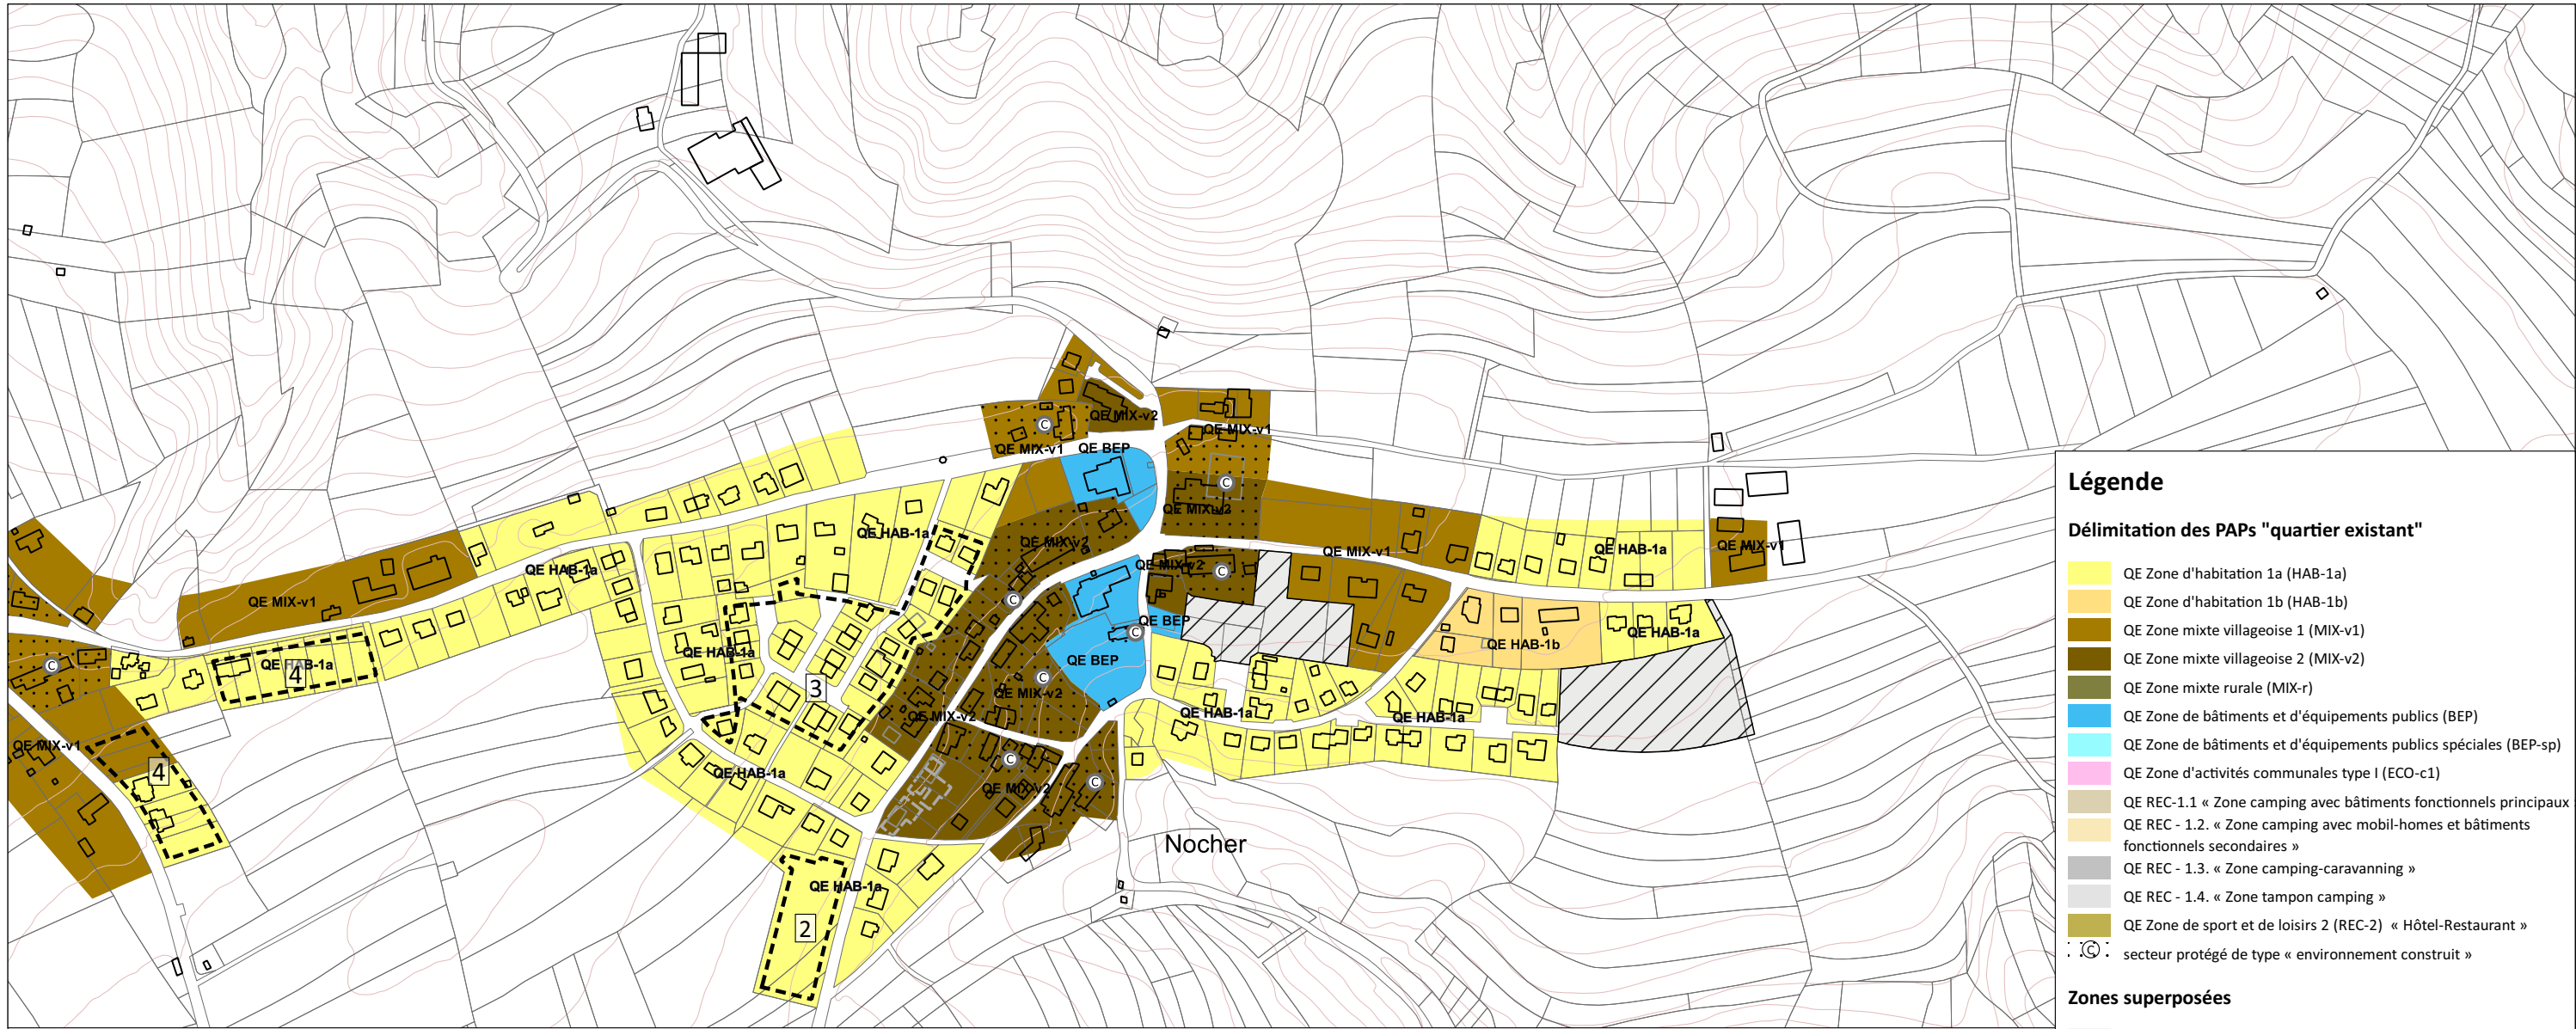 QE MIX-v2
QE MIX-v1
QE MIX-v1
QE BEP
QE MIX-v2
QE HAB-1a
QE MIX-v2
QE MIX-v1
QE HAB-1a
QE MIX-v1
QE MIX-v2
QE HAB-1a
QE MIX-v1
QE BEP
QE HAB-1b
QE HAB-1a
QE HAB-1a
QE HAB-1a
QE BEP
4
3
QE MIX-v2
QE MIX-v2
QE HAB-1a
QE HAB-1a
QE MIX-v1
4
QE HAB-1a
QE MIX-v2
Nocher
QE HAB-1a
2
C
C
C
C
C
C
C
C
C
Légende
Délimitation des PAPs "quartier existant"
QE Zone d'habitation 1a (HAB-1a)
QE Zone d'habitation 1b (HAB-1b)
QE Zone mixte villageoise 1 (MIX-v1)
QE Zone mixte villageoise 2 (MIX-v2)
QE Zone mixte rurale (MIX-r)
QE Zone de bâtiments et d'équipements publics (BEP)
QE Zone de bâtiments et d'équipements publics spéciales (BEP-sp)
QE Zone d'activités communales type I (ECO-c1)
QE REC-1.1 « Zone camping avec bâtiments fonctionnels principaux
QE REC - 1.2. « Zone camping avec mobil-homes et bâtiments
fonctionnels secondaires »
QE REC - 1.3. « Zone camping-caravanning »
QE REC - 1.4. « Zone tampon camping »
QE Zone de sport et de loisirs 2 (REC-2) « Hôtel-Restaurant »
C secteur protégé de type « environnement construit »
Zones superposées